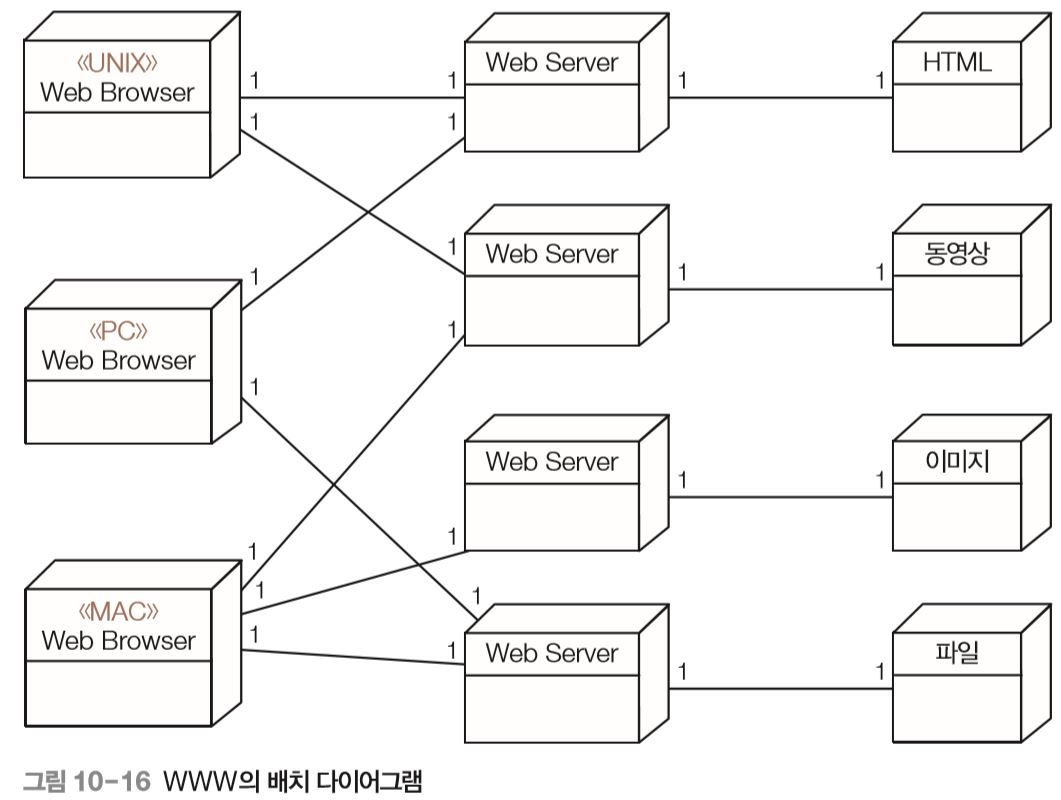 《UNIX》
Web Browser
1
1
1
1
Web Server
1
1
HTML
《PC》
Web Browser
1
1
1
1
Web Server
1
1
동영상
《MAC》
Web Browser
1
1
1
1
Web Server
1
1
이미지
1
1
Web Server
1
1
파일
그림 10-16 WWW의 배치 다이어그램